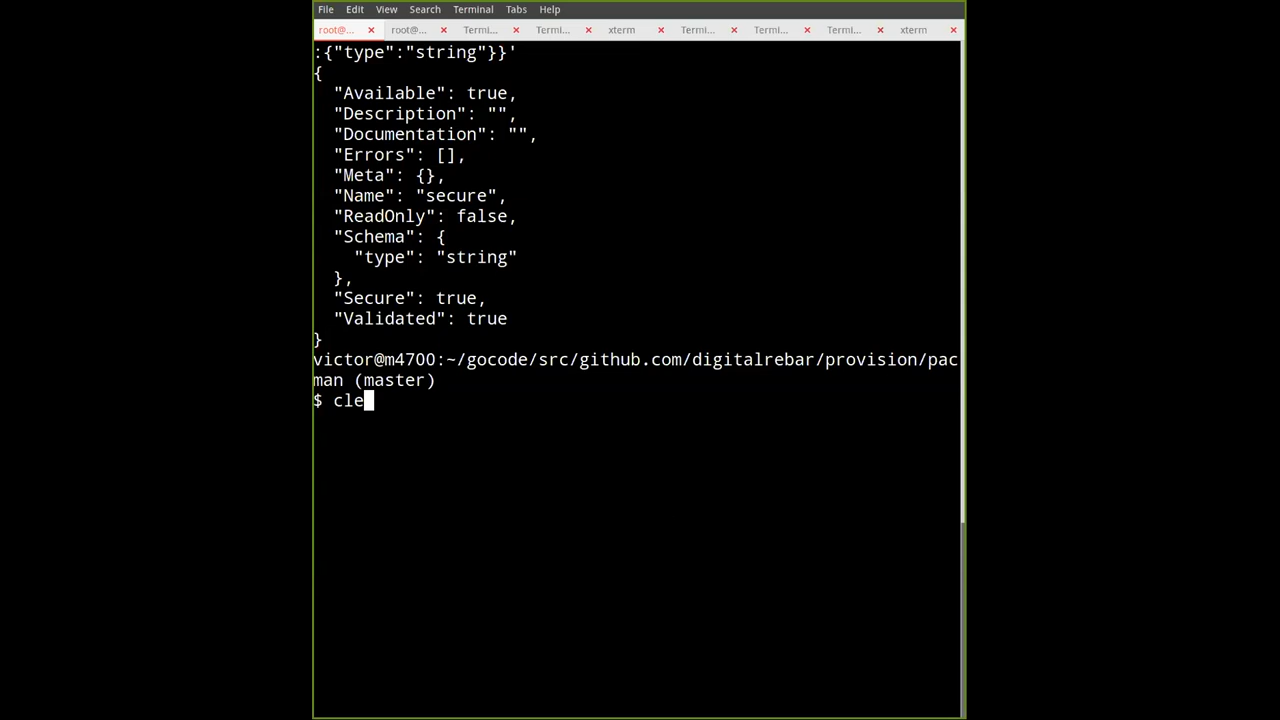 File Edit View Search Terminal Tabs Help
root@... × root@... × Termi... × Termi... × xterm × Termi... × Termi... × Termi... × xterm ×
:{"type":"string"}}'
{
  "Available": true,
  "Description": "",
  "Documentation": "",
  "Errors": [],
  "Meta": {},
  "Name": "secure",
  "ReadOnly": false,
  "Schema": {
    "type": "string"
  },
  "Secure": true,
  "Validated": true
}
victor@m4700:~/gocode/src/github.com/digitalrebar/provision/pac
man (master)
$ cle